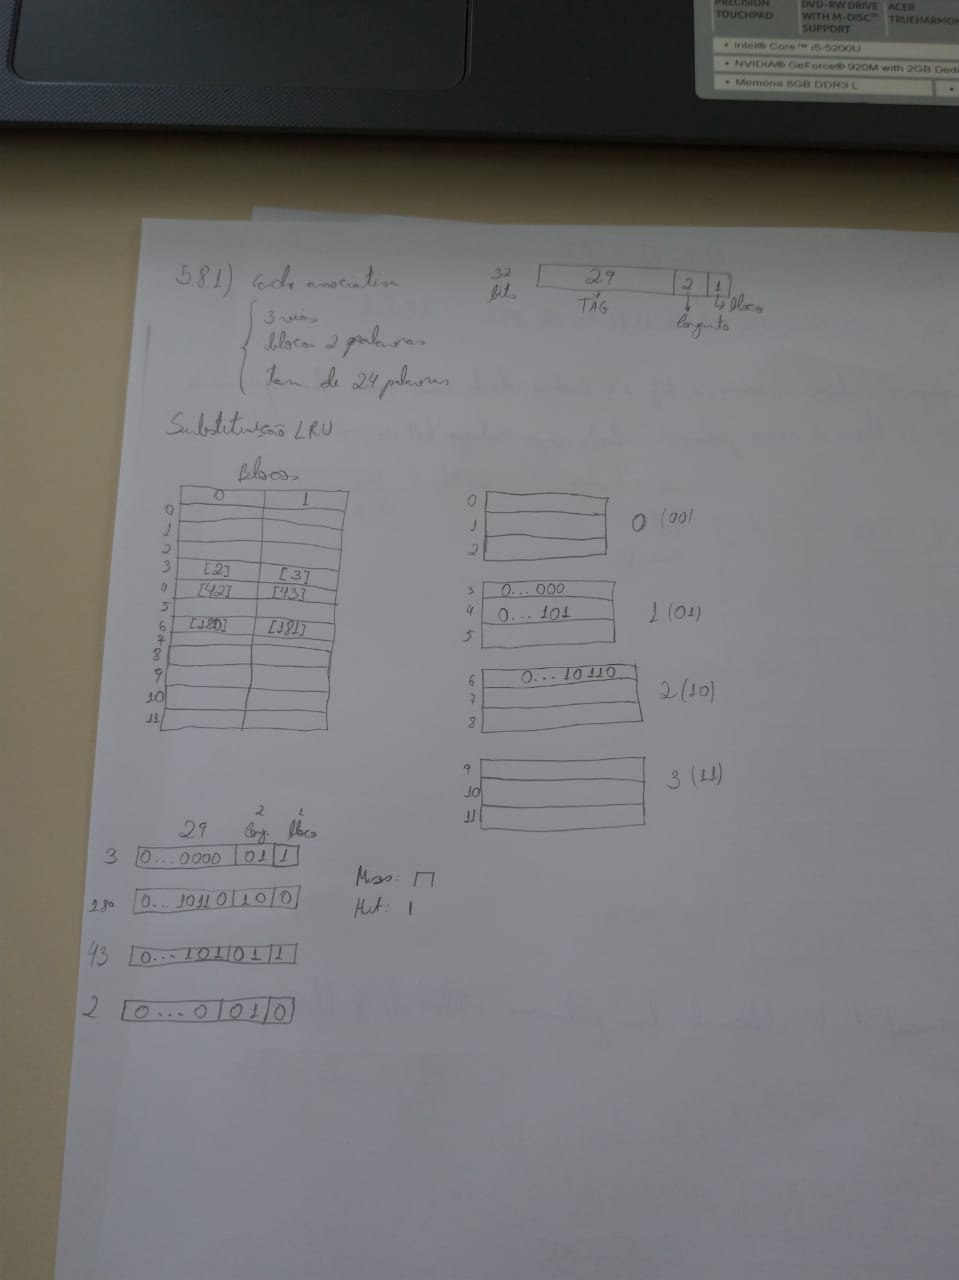 PRECISION
TOUCHPAD
DVD-RW DRIVE
WITH M-DISC™
SUPPORT
ACER
TRUEHARMO
• Intel® Core™ i5-5200U
• NVIDIA® GeForce® 920M with 2GB Dedi
• Memória 8GB DDR3 L
5.8.1) Cache associativa
3 vias
blocos 2 palavras
tam de 24 palavras
32 bits
29 2 1
TAG
Conjunto
Bloco
Substituição LRU
Blocos
0 1
0
1
2
3 [2] [3]
4 [42] [43]
5
6 [180] [181]
7
8
9
10
11
0
1
2
0 (00)
3 0...000
4 0...101
5
1 (01)
6 0...10110
7
8
2 (10)
9
10
11
3 (11)
2 1
29 Conj. Bloco
3 0...0000 01 1
180 0...10110 10 0
43 0...101 01 1
2 0...0 01 0
Miss:
Hit: 1